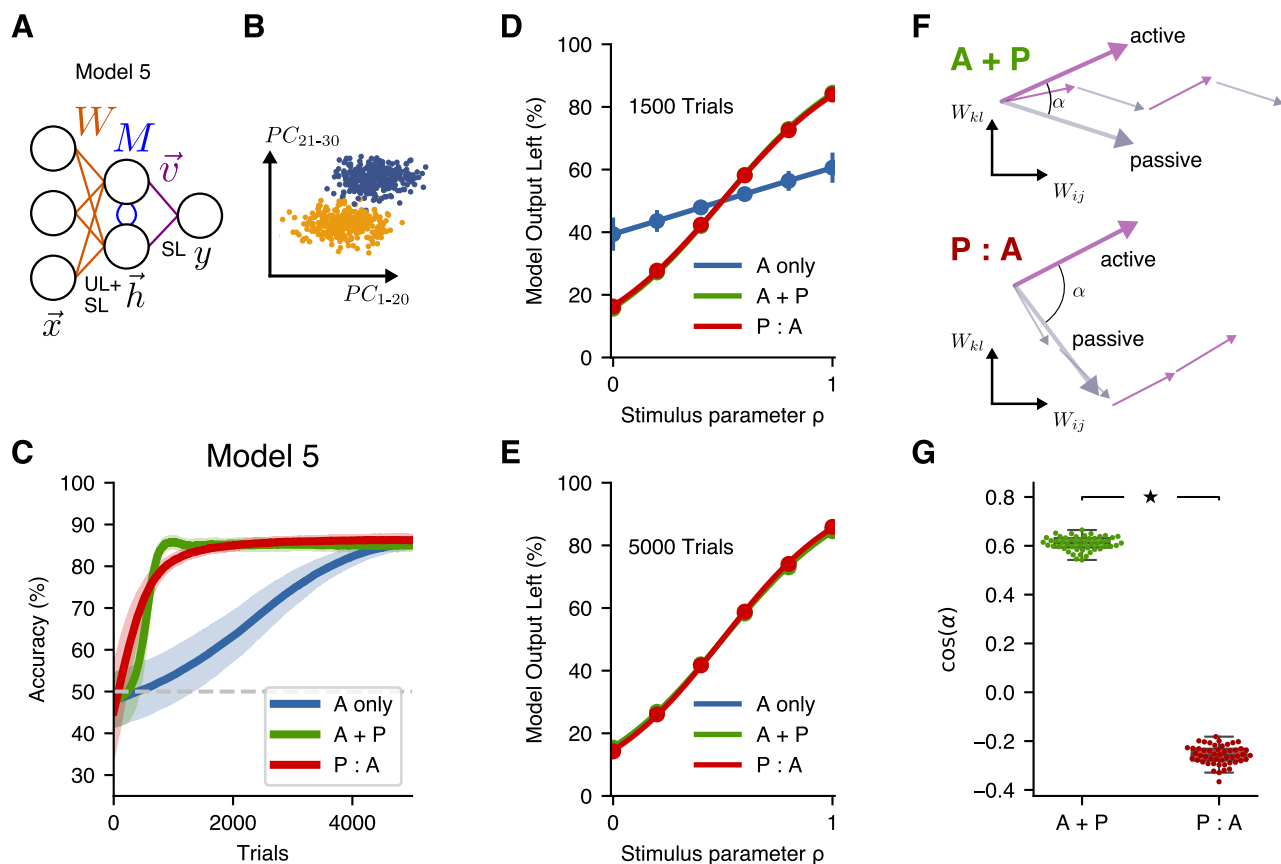 A
Model 5
W
M
v⃗
SL
y
UL+
SL
h⃗
x⃗
B
PC21-30
PC1-20
C
Model 5
Accuracy (%)
100
90
80
70
60
50
40
30
A only
A + P
P : A
0
2000
4000
Trials
D
Model Output Left (%)
100
80
60
40
20
0
1500 Trials
A only
A + P
P : A
0
1
Stimulus parameter ρ
E
Model Output Left (%)
100
80
60
40
20
0
5000 Trials
A only
A + P
P : A
0
1
Stimulus parameter ρ
F
A + P
active
α
passive
Wkl
Wij
P : A
active
α
passive
Wkl
Wij
G
cos(α)
0.8
0.6
0.4
0.2
0.0
−0.2
−0.4
★
A + P
P : A